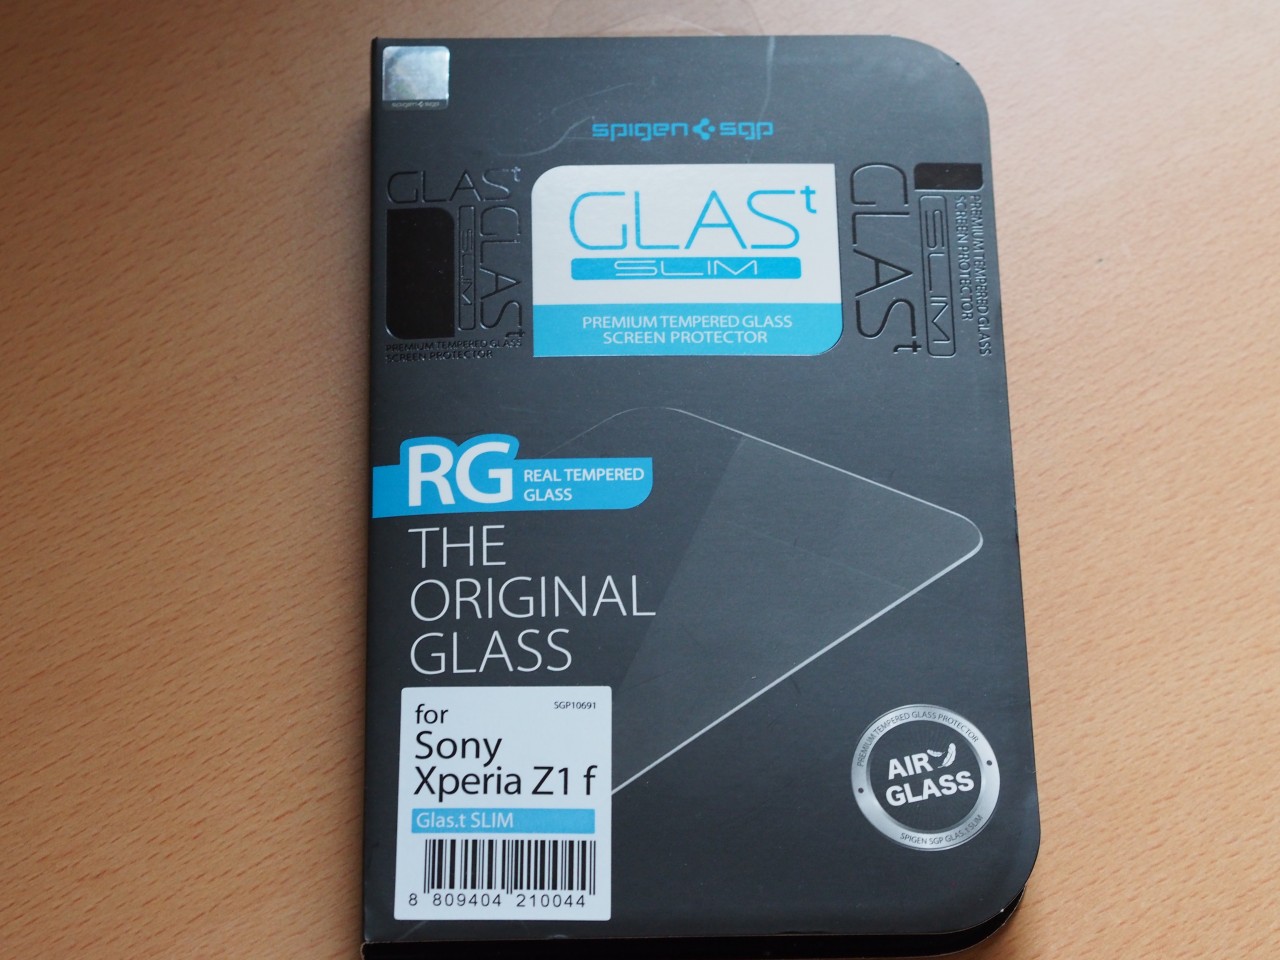 spigen sgp
spigen sgp
GLASt
SLIM
PREMIUM TEMPERED GLASS
SCREEN PROTECTOR
GLASt
GLASt
SLIM
PREMIUM TEMPERED GLASS
SCREEN PROTECTOR
GLASt
SLIM
PREMIUM TEMPERED GLASS
SCREEN PROTECTOR
RG
REAL TEMPERED
GLASS
THE
ORIGINAL
GLASS
SGP10691
for
Sony
Xperia Z1 f
Glas.t SLIM
8 809404 210044
PREMIUM TEMPERED GLASS PROTECTOR
AIR
GLASS
SPIGEN SGP GLAS.T SLIM